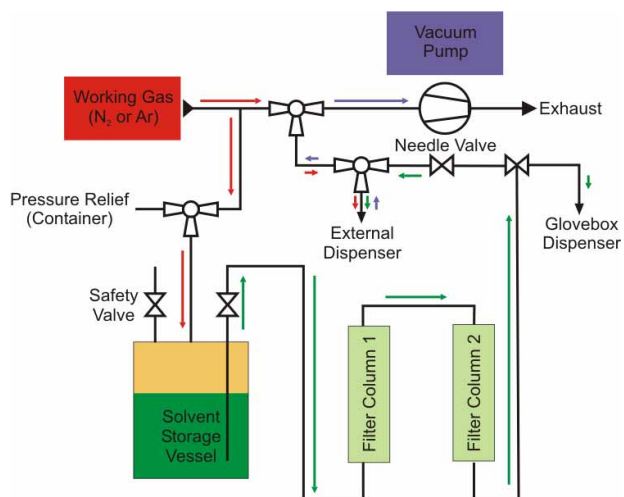 Vacuum
Pump
Working Gas
(N₂ or Ar)
Exhaust
Needle Valve
Pressure Relief
(Container)
External
Dispenser
Glovebox
Dispenser
Safety
Valve
Filter Column 1
Filter Column 2
Solvent
Storage
Vessel